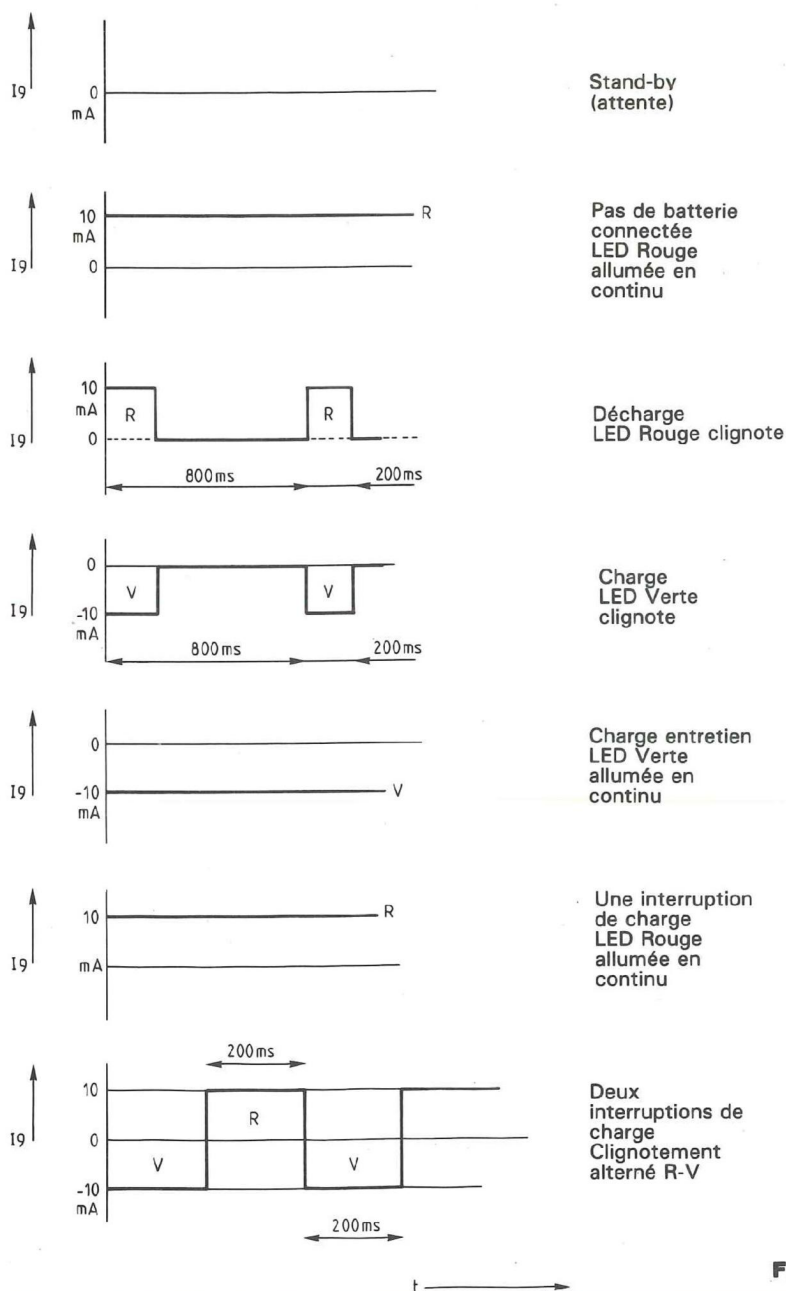 I9
0
mA
Stand-by
(attente)
I9
10
mA
0
R
Pas de batterie
connectée
LED Rouge
allumée en
continu
I9
10
mA
0
R
R
800ms
200ms
Décharge
LED Rouge clignote
I9
0
-10
mA
V
V
800ms
200ms
Charge
LED Verte
clignote
I9
0
-10
mA
V
Charge entretien
LED Verte
allumée en
continu
I9
10
mA
R
Une interruption
de charge
LED Rouge
allumée en
continu
200ms
I9
10
0
-10
mA
V
R
V
200ms
Deux
interruptions de
charge
Clignotement
alterné R-V
t
F